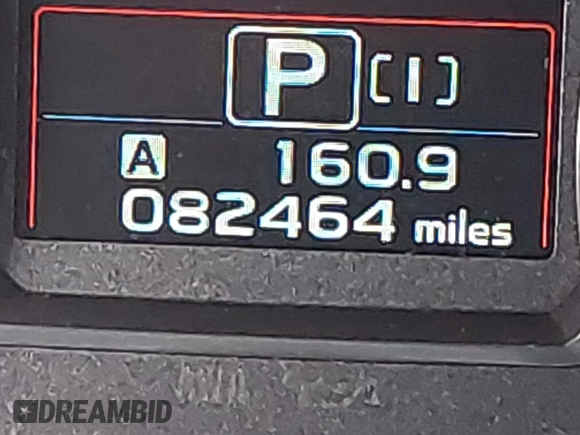 P [1]
A 160.9
082464 miles
DREAMBID